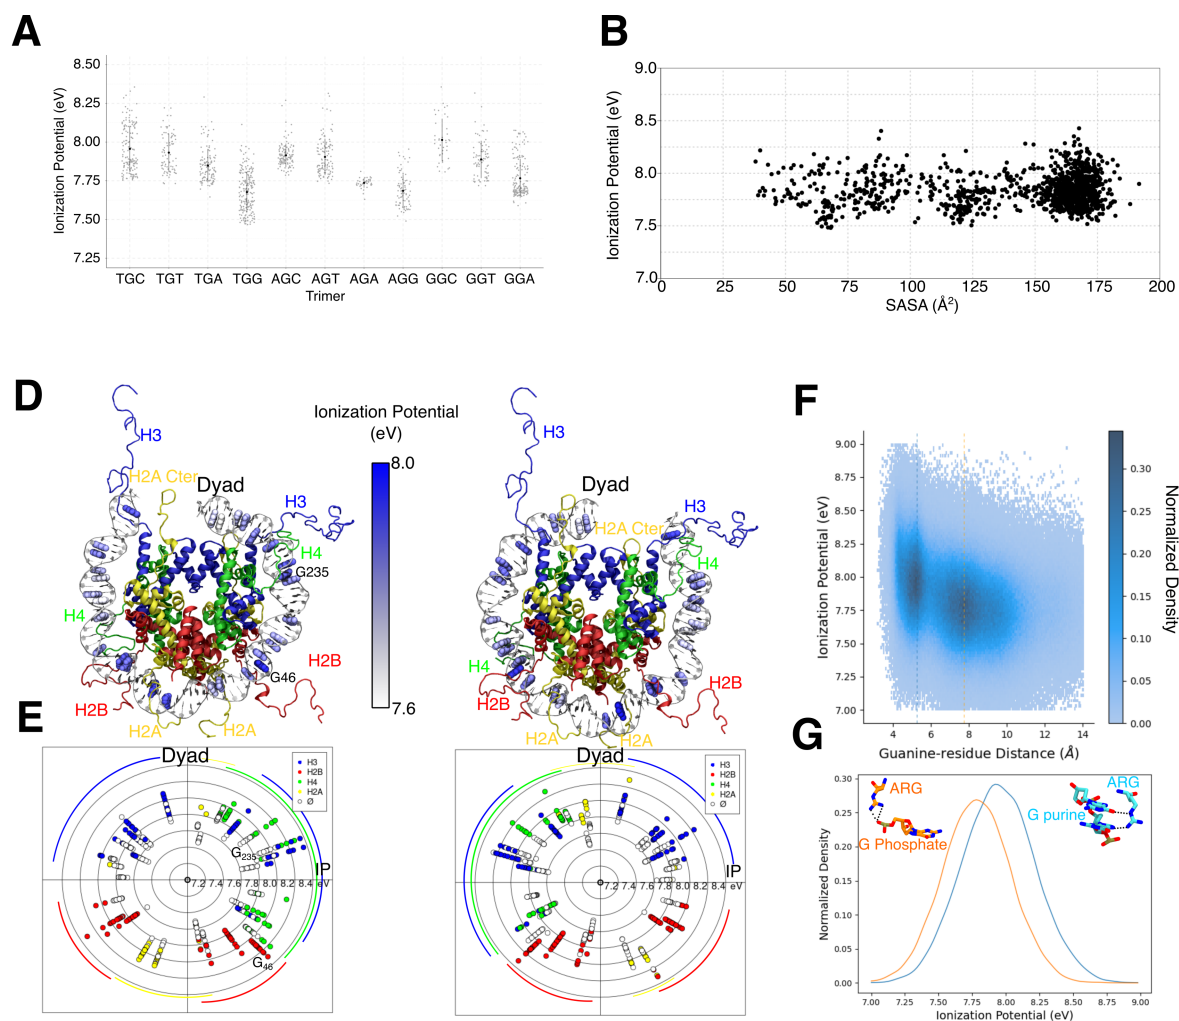 A
Ionization Potential (eV)
8.50
8.25
8.00
7.75
7.50
7.25
TGC TGT TGA TGG AGC AGT AGA AGG GGC GGT GGA
Trimer
B
Ionization Potential (eV)
9.0
8.5
8.0
7.5
7.0
0 25 50 75 100 125 150 175 200
SASA (Å2)
D
H3
H2A Cter
Dyad
H3
H4
G235
H4
G46
H2B
H2B
H2A
H2A
Ionization Potential
(eV)
8.0
7.6
H3
Dyad
H3
H2A Cter
H4
H4
H2B
H2B
H2A
H2A
E
Dyad
H3
H2B
H4
H2A
Ø
G235
IP
7.2 7.4 7.6 7.8 8.0 8.2 8.4 eV
G46
Dyad
H3
H2B
H4
H2A
Ø
IP
7.2 7.4 7.6 7.8 8.0 8.2 8.4 eV
F
Ionization Potential (eV)
9.00
8.75
8.50
8.25
8.00
7.75
7.50
7.25
7.00
4 6 8 10 12 14
Guanine-residue Distance (Å)
0.30
0.25
0.20
0.15
0.10
0.05
0.00
Normalized Density
G
Normalized Density
0.30
0.25
0.20
0.15
0.10
0.05
0.00
ARG
G Phosphate
ARG
G purine
7.00 7.25 7.50 7.75 8.00 8.25 8.50 8.75 9.00
Ionization Potential (eV)